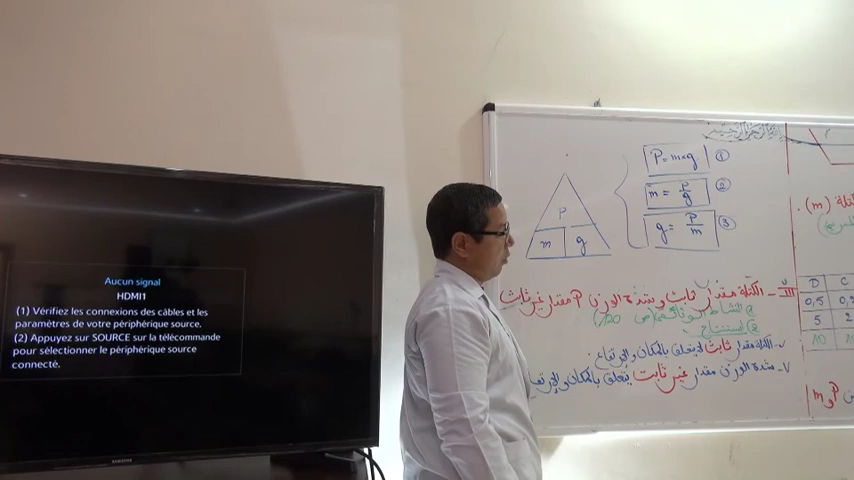 Aucun signal
HDMI1
(1) Vérifiez les connexions des câbles et les
paramètres de votre périphérique source.
(2) Appuyez sur SOURCE sur la télécommande
pour sélectionner le périphérique source
connecté.
SAMSUNG
P = m×g ①
m = P/g ②
g = P/m ③
P
m g
III - الكتلة مقدار ثابت و شدة الوزن P مقدار غير ثابت
② استنتاج
- الكتلة مقدار ثابت لا يتعلق بالمكان والارتفاع.
- شدة الوزن مقدار غير ثابت يتعلق بالمكان والارتفاع
(m)
D C
0,5
5 2
10
P و m